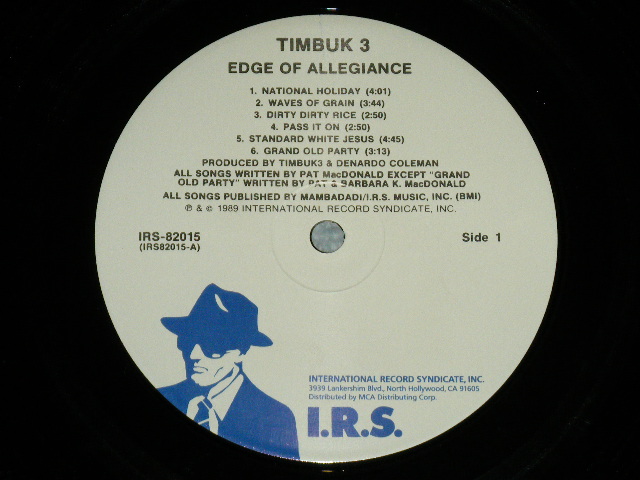 TIMBUK 3
EDGE OF ALLEGIANCE
1. NATIONAL HOLIDAY (4:01)
2. WAVES OF GRAIN (3:44)
3. DIRTY DIRTY RICE (2:50)
4. PASS IT ON (2:50)
5. STANDARD WHITE JESUS (4:45)
6. GRAND OLD PARTY (3:13)
PRODUCED BY TIMBUK3 & DENARDO COLEMAN
ALL SONGS WRITTEN BY PAT MacDONALD EXCEPT "GRAND
OLD PARTY" WRITTEN BY PAT & BARBARA K. MacDONALD
ALL SONGS PUBLISHED BY MAMBADADI/I.R.S. MUSIC, INC. (BMI)
℗ & © 1989 INTERNATIONAL RECORD SYNDICATE, INC.
IRS-82015
(IRS82015-A)
Side 1
INTERNATIONAL RECORD SYNDICATE, INC.
3939 Lankershim Blvd., North Hollywood, CA 91605
Distributed by MCA Distributing Corp.
I.R.S.